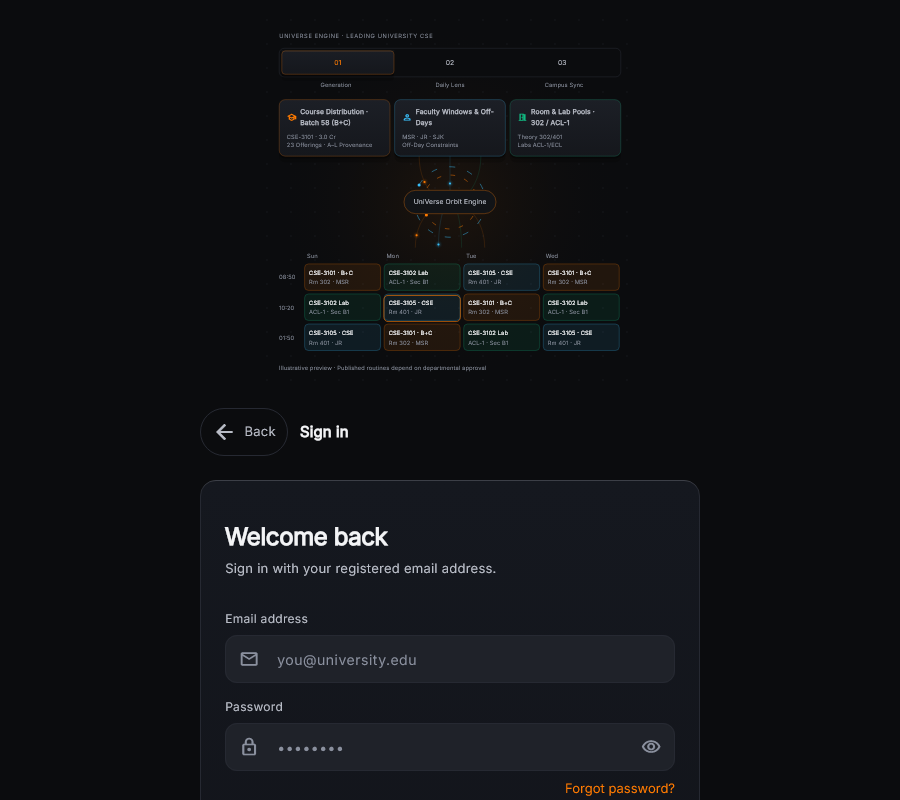 UNIVERSE ENGINE · LEADING UNIVERSITY CSE
01 02 03
Generation Daily Lens Campus Sync
Course Distribution ·
Batch 58 (B+C)
CSE-3101 · 3.0 Cr
23 Offerings · A–L Provenance
Faculty Windows & Off-
Days
MSR · JR · SJK
Off-Day Constraints
Room & Lab Pools ·
302 / ACL-1
Theory 302/401
Labs ACL-1/ECL
UniVerse Orbit Engine
Sun Mon Tue Wed
08:50
CSE-3101 · B+C
Rm 302 · MSR
CSE-3102 Lab
ACL-1 · Sec B1
CSE-3105 · CSE
Rm 401 · JR
CSE-3101 · B+C
Rm 302 · MSR
10:20
CSE-3102 Lab
ACL-1 · Sec B1
CSE-3105 · CSE
Rm 401 · JR
CSE-3101 · B+C
Rm 302 · MSR
CSE-3102 Lab
ACL-1 · Sec B1
01:50
CSE-3105 · CSE
Rm 401 · JR
CSE-3101 · B+C
Rm 302 · MSR
CSE-3102 Lab
ACL-1 · Sec B1
CSE-3105 · CSE
Rm 401 · JR
Illustrative preview · Published routines depend on departmental approval
Back Sign in
Welcome back
Sign in with your registered email address.
Email address
you@university.edu
Password
••••••••
Forgot password?